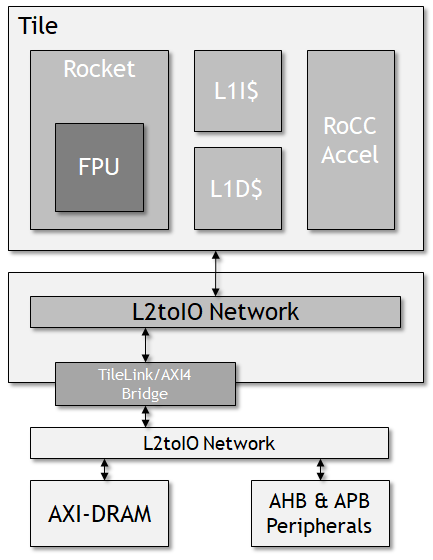 Tile
Rocket
FPU
L1I$
L1D$
RoCC
Accel
L2toIO Network
TileLink/AXI4
Bridge
L2toIO Network
AXI-DRAM
AHB & APB
Peripherals